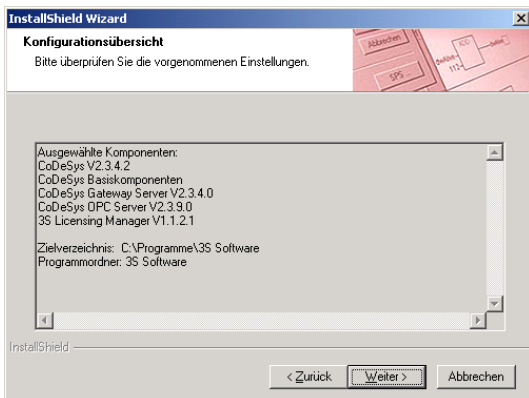 InstallShield Wizard
Konfigurationsübersicht
Bitte überprüfen Sie die vorgenommenen Einstellungen.
Abbrechen
SPS ...
ADD
Ausgewählte Komponenten:
CoDeSys V2.3.4.2
CoDeSys Basiskomponenten
CoDeSys Gateway Server V2.3.4.0
CoDeSys OPC Server V2.3.9.0
3S Licensing Manager V1.1.2.1
Zielverzeichnis: C:\Programme\3S Software
Programmordner: 3S Software
InstallShield
< Zurück
Weiter >
Abbrechen